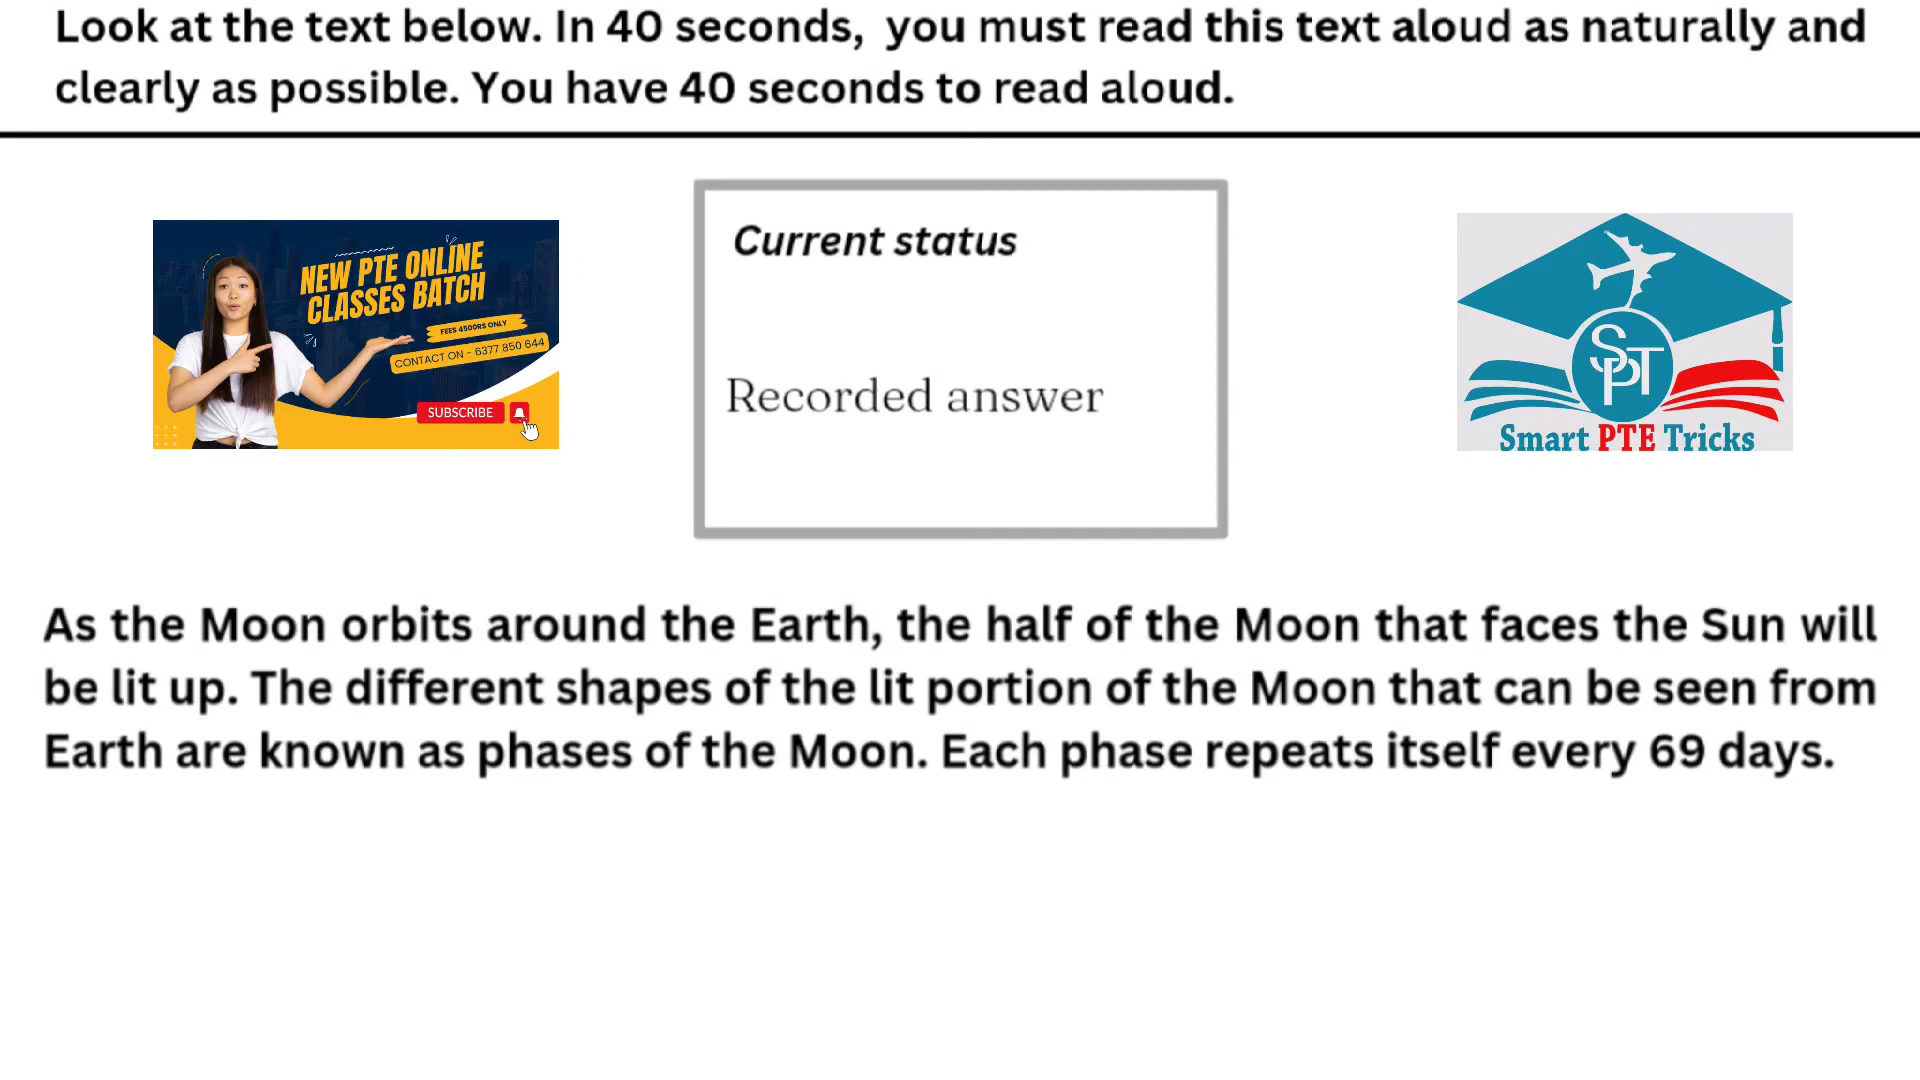 Look at the text below. In 40 seconds, you must read this text aloud as naturally and
clearly as possible. You have 40 seconds to read aloud.
NEW PTE ONLINE
CLASSES BATCH
FEES 4500RS ONLY
CONTACT ON - 6377 850 644
SUBSCRIBE
Current status
Recorded answer
SPT
Smart PTE Tricks
As the Moon orbits around the Earth, the half of the Moon that faces the Sun will
be lit up. The different shapes of the lit portion of the Moon that can be seen from
Earth are known as phases of the Moon. Each phase repeats itself every 69 days.